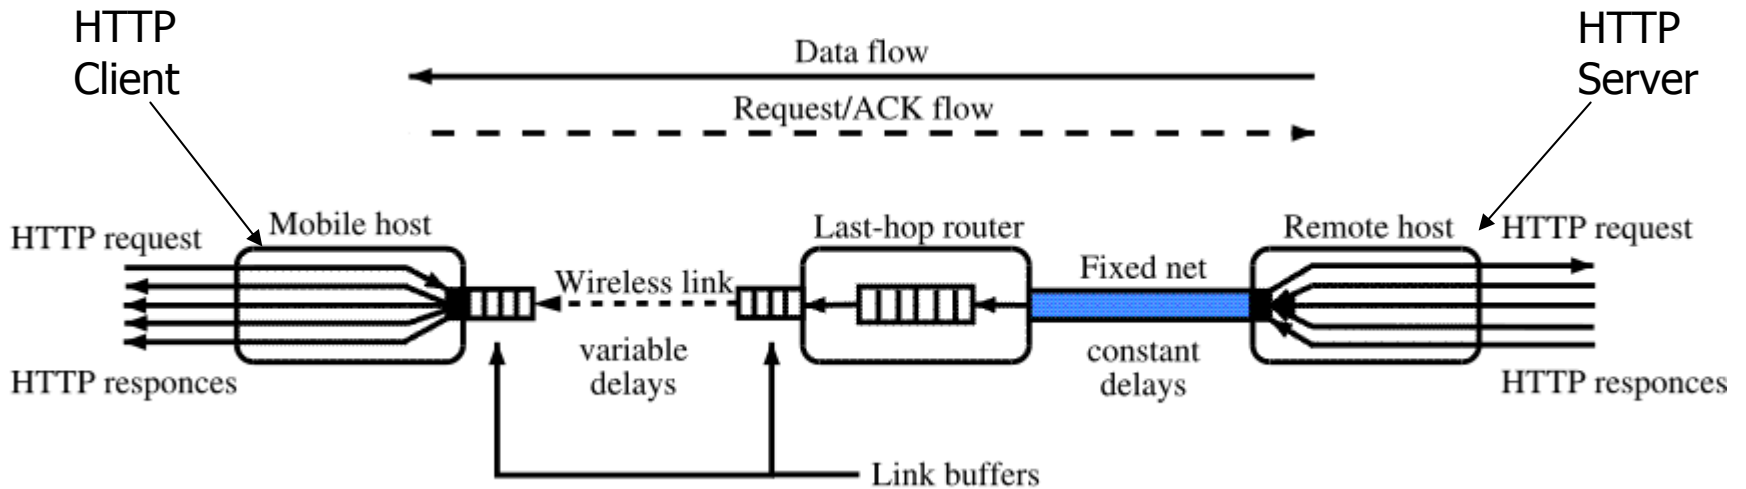 HTTP
Client
HTTP
Server
Data flow
Request/ACK flow
Mobile host
Last-hop router
Remote host
HTTP request
HTTP request
Wireless link
Fixed net
variable
delays
constant
delays
HTTP responces
HTTP responces
Link buffers